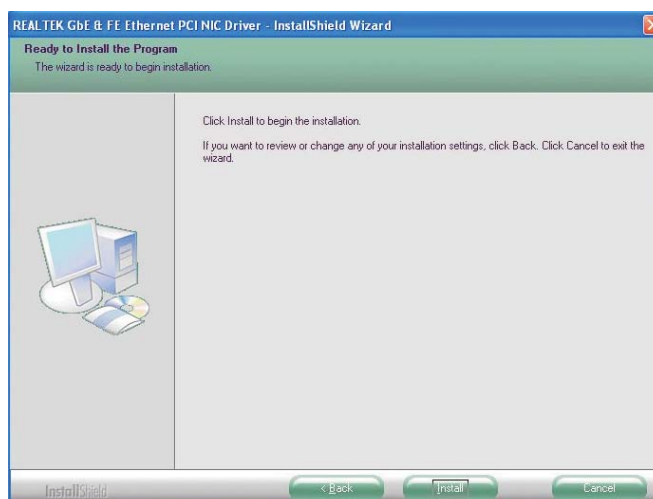 REALTEK GbE & FE Ethernet PCI NIC Driver - InstallShield Wizard
Ready to Install the Program
The wizard is ready to begin installation.
Click Install to begin the installation.
If you want to review or change any of your installation settings, click Back. Click Cancel to exit the
wizard.
InstallShield
< Back
Install
Cancel